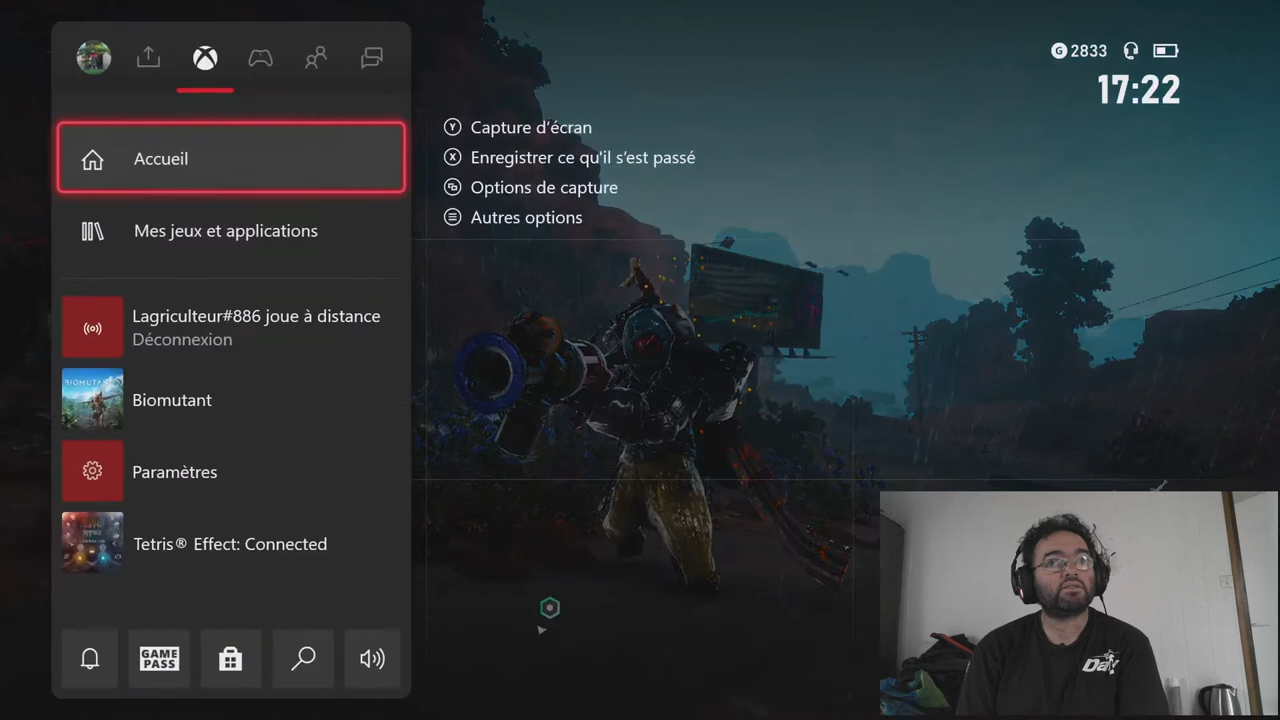 G 2833
17:22
Accueil
Mes jeux et applications
Lagriculteur#886 joue à distance
Déconnexion
BIOMUTANT
Biomutant
Paramètres
Tetris® Effect: Connected
GAME
PASS
Y Capture d'écran
X Enregistrer ce qu'il s'est passé
Options de capture
Autres options